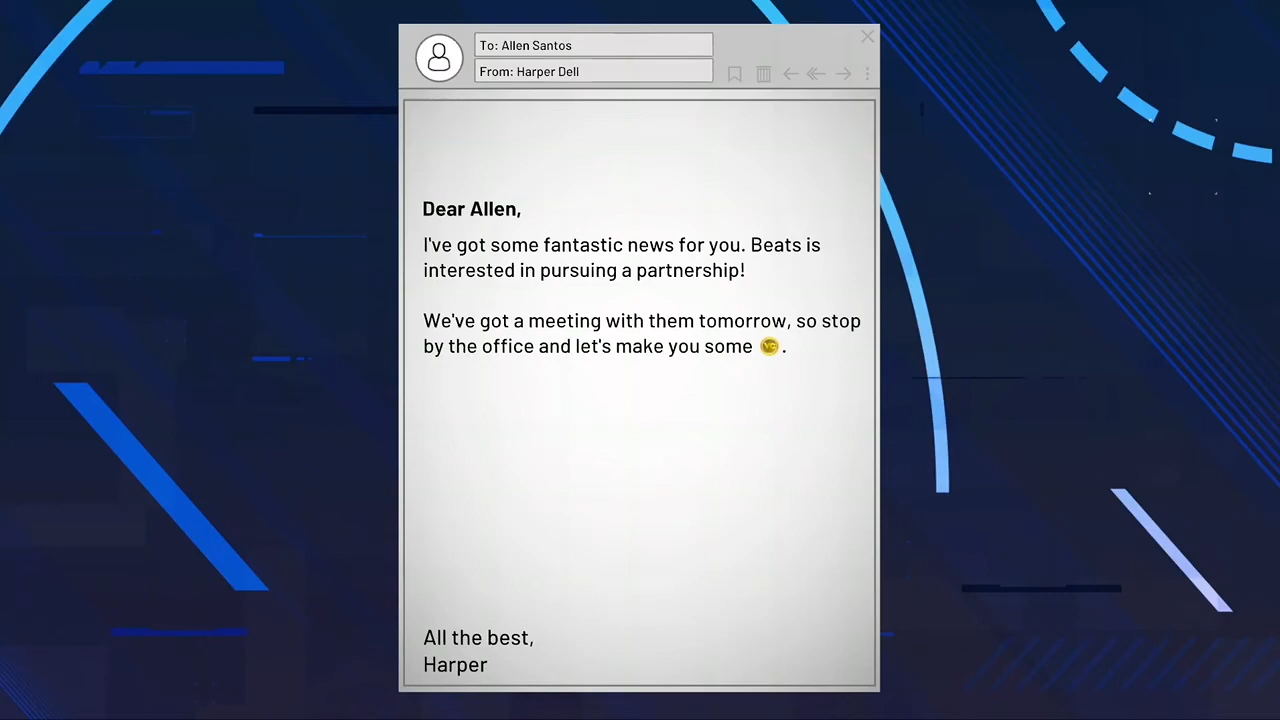 To: Allen Santos
From: Harper Dell
Dear Allen,
I've got some fantastic news for you. Beats is
interested in pursuing a partnership!
We've got a meeting with them tomorrow, so stop
by the office and let's make you some VC.
All the best,
Harper